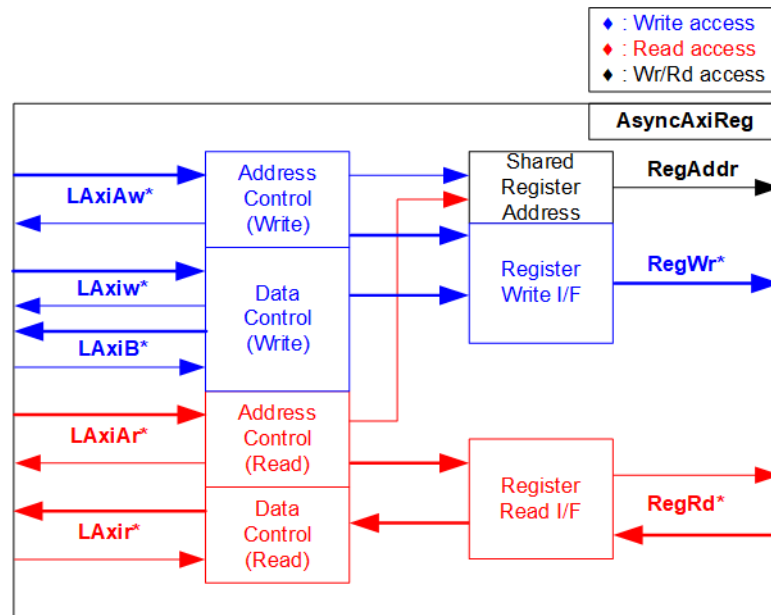 ♦ : Write access
♦ : Read access
♦ : Wr/Rd access
AsyncAxiReg
LAxiAw*
Address
Control
(Write)
Shared
Register
Address
RegAddr
LAxiw*
LAxiB*
Data
Control
(Write)
Register
Write I/F
RegWr*
LAxiAr*
Address
Control
(Read)
LAxir*
Data
Control
(Read)
Register
Read I/F
RegRd*